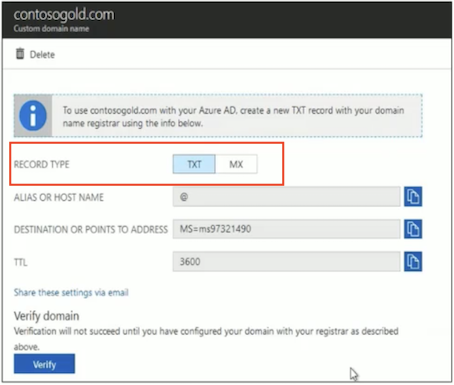 contosogold.com
Custom domain name
Delete
To use contosogold.com with your Azure AD, create a new TXT record with your domain
name registrar using the info below.
RECORD TYPE TXT MX
ALIAS OR HOST NAME @
DESTINATION OR POINTS TO ADDRESS MS=ms97321490
TTL 3600
Share these settings via email
Verify domain
Verification will not succeed until you have configured your domain with your registrar as described
above.
Verify